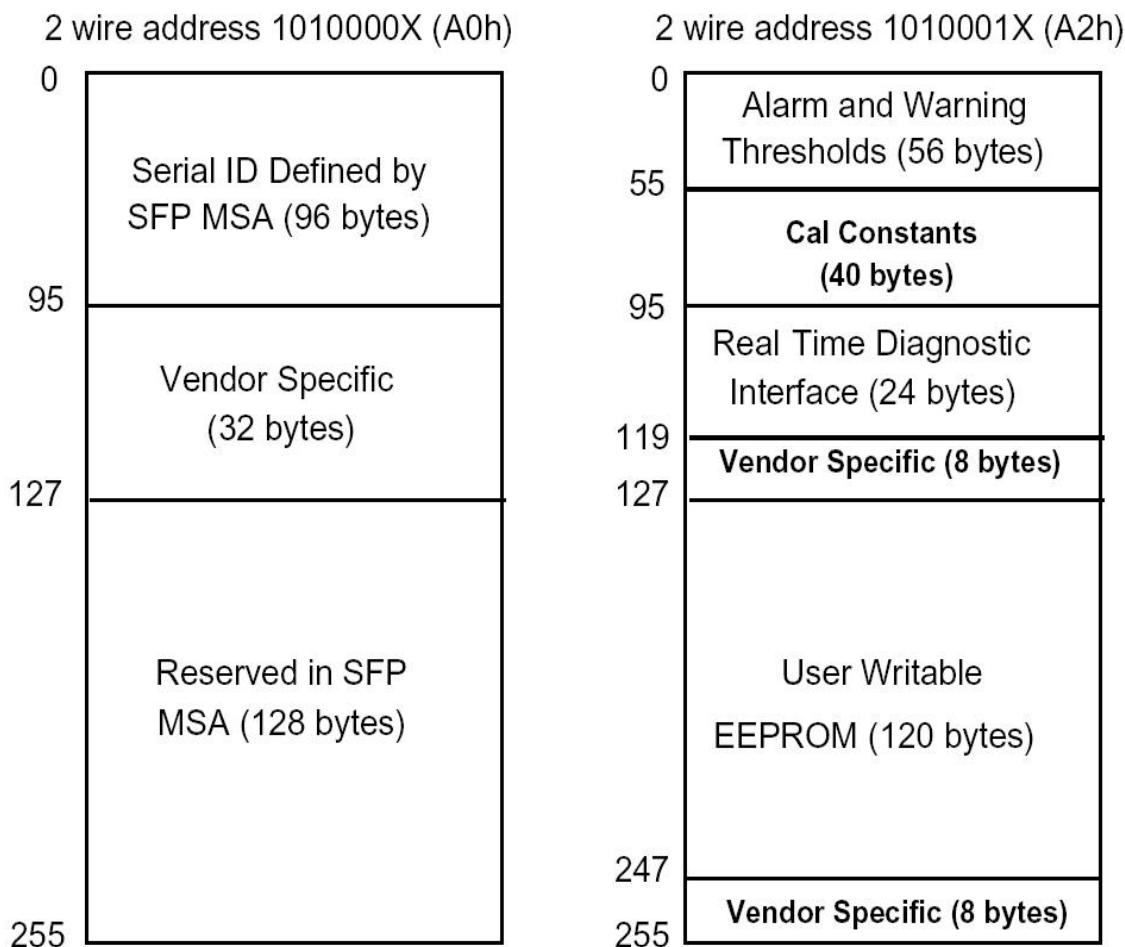 2 wire address 1010000X (A0h)
0
Serial ID Defined by
SFP MSA (96 bytes)
95
Vendor Specific
(32 bytes)
127
Reserved in SFP
MSA (128 bytes)
255
2 wire address 1010001X (A2h)
0
Alarm and Warning
Thresholds (56 bytes)
55
Cal Constants
(40 bytes)
95
Real Time Diagnostic
Interface (24 bytes)
119
Vendor Specific (8 bytes)
127
User Writable
EEPROM (120 bytes)
247
Vendor Specific (8 bytes)
255